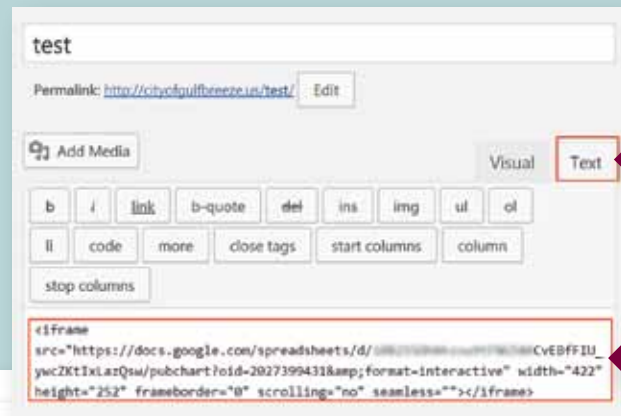 test
Permalink: http://cityofgulfbreeze.us/test/ Edit
Add Media
Visual Text
b i link b-quote del ins img ul ol
li code more close tags start columns column
stop columns
<iframe
src="https://docs.google.com/spreadsheets/d/ CvEBfFIU_
ywcZKtIxLarQsw/pubchart?oid=2027399431&amp;format=interactive" width="422"
height="252" frameborder="0" scrolling="no" seamless=""></iframe>